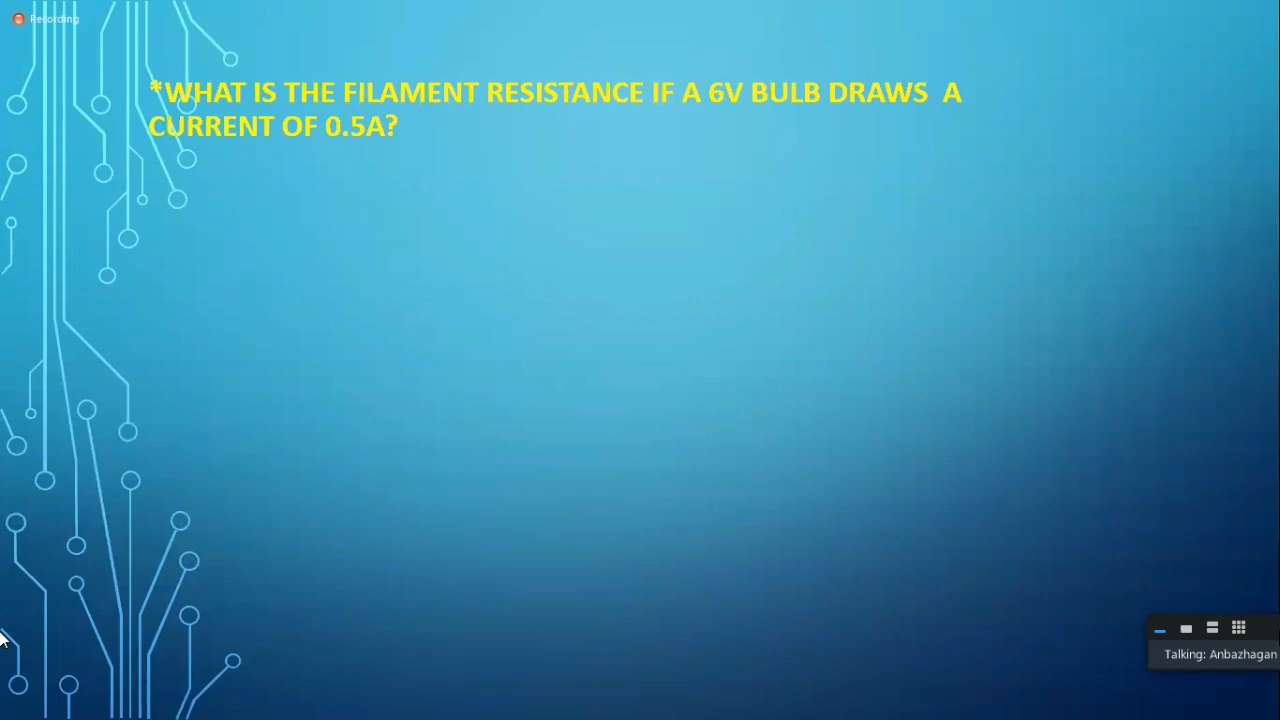 Recording
*WHAT IS THE FILAMENT RESISTANCE IF A 6V BULB DRAWS  A
CURRENT OF 0.5A?
Talking: Anbazhagan